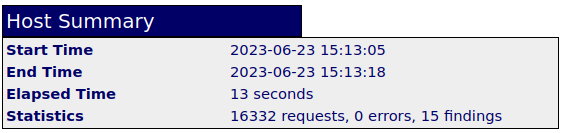 Host Summary
Start Time 2023-06-23 15:13:05
End Time 2023-06-23 15:13:18
Elapsed Time 13 seconds
Statistics 16332 requests, 0 errors, 15 findings